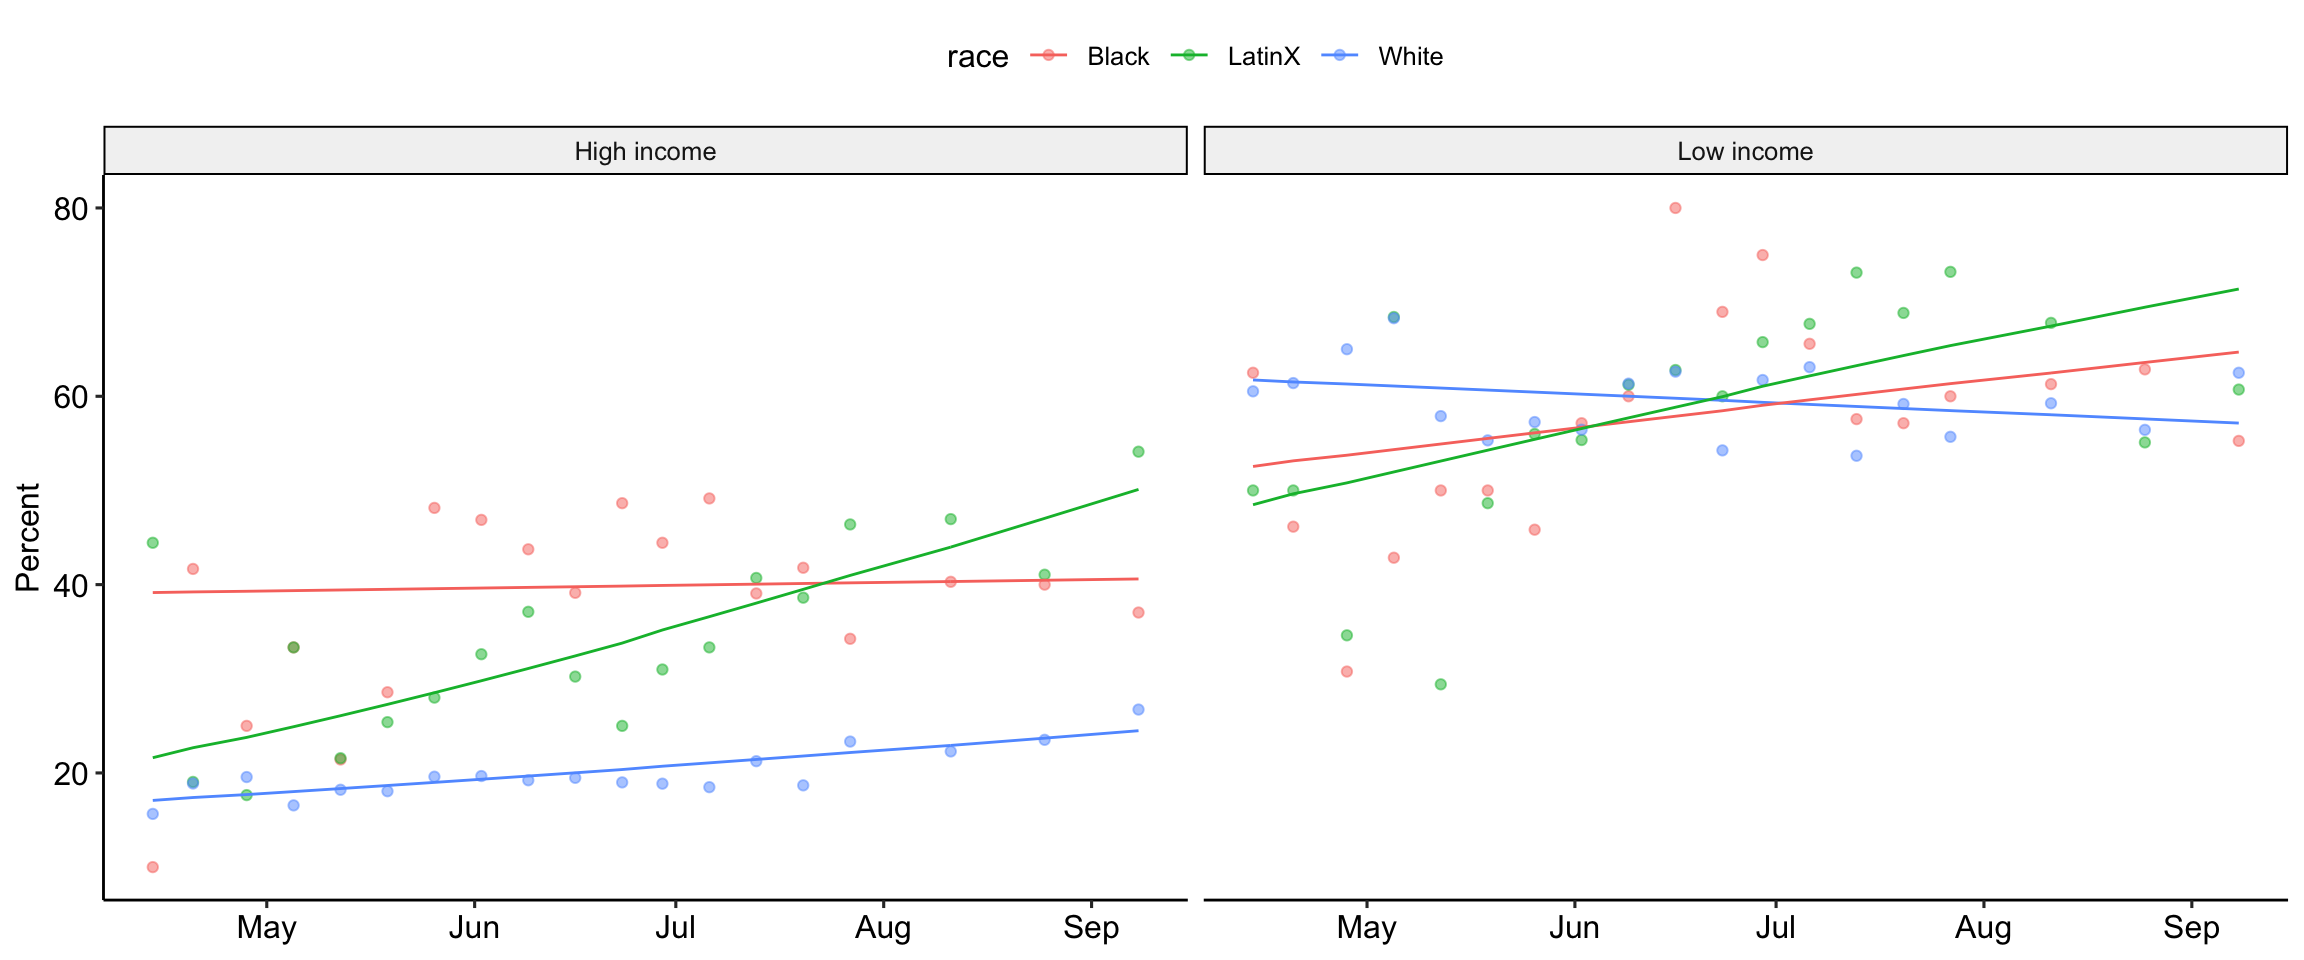 race Black LatinX White
High income Low income
80
60
40
20
Percent
May Jun Jul Aug Sep May Jun Jul Aug Sep